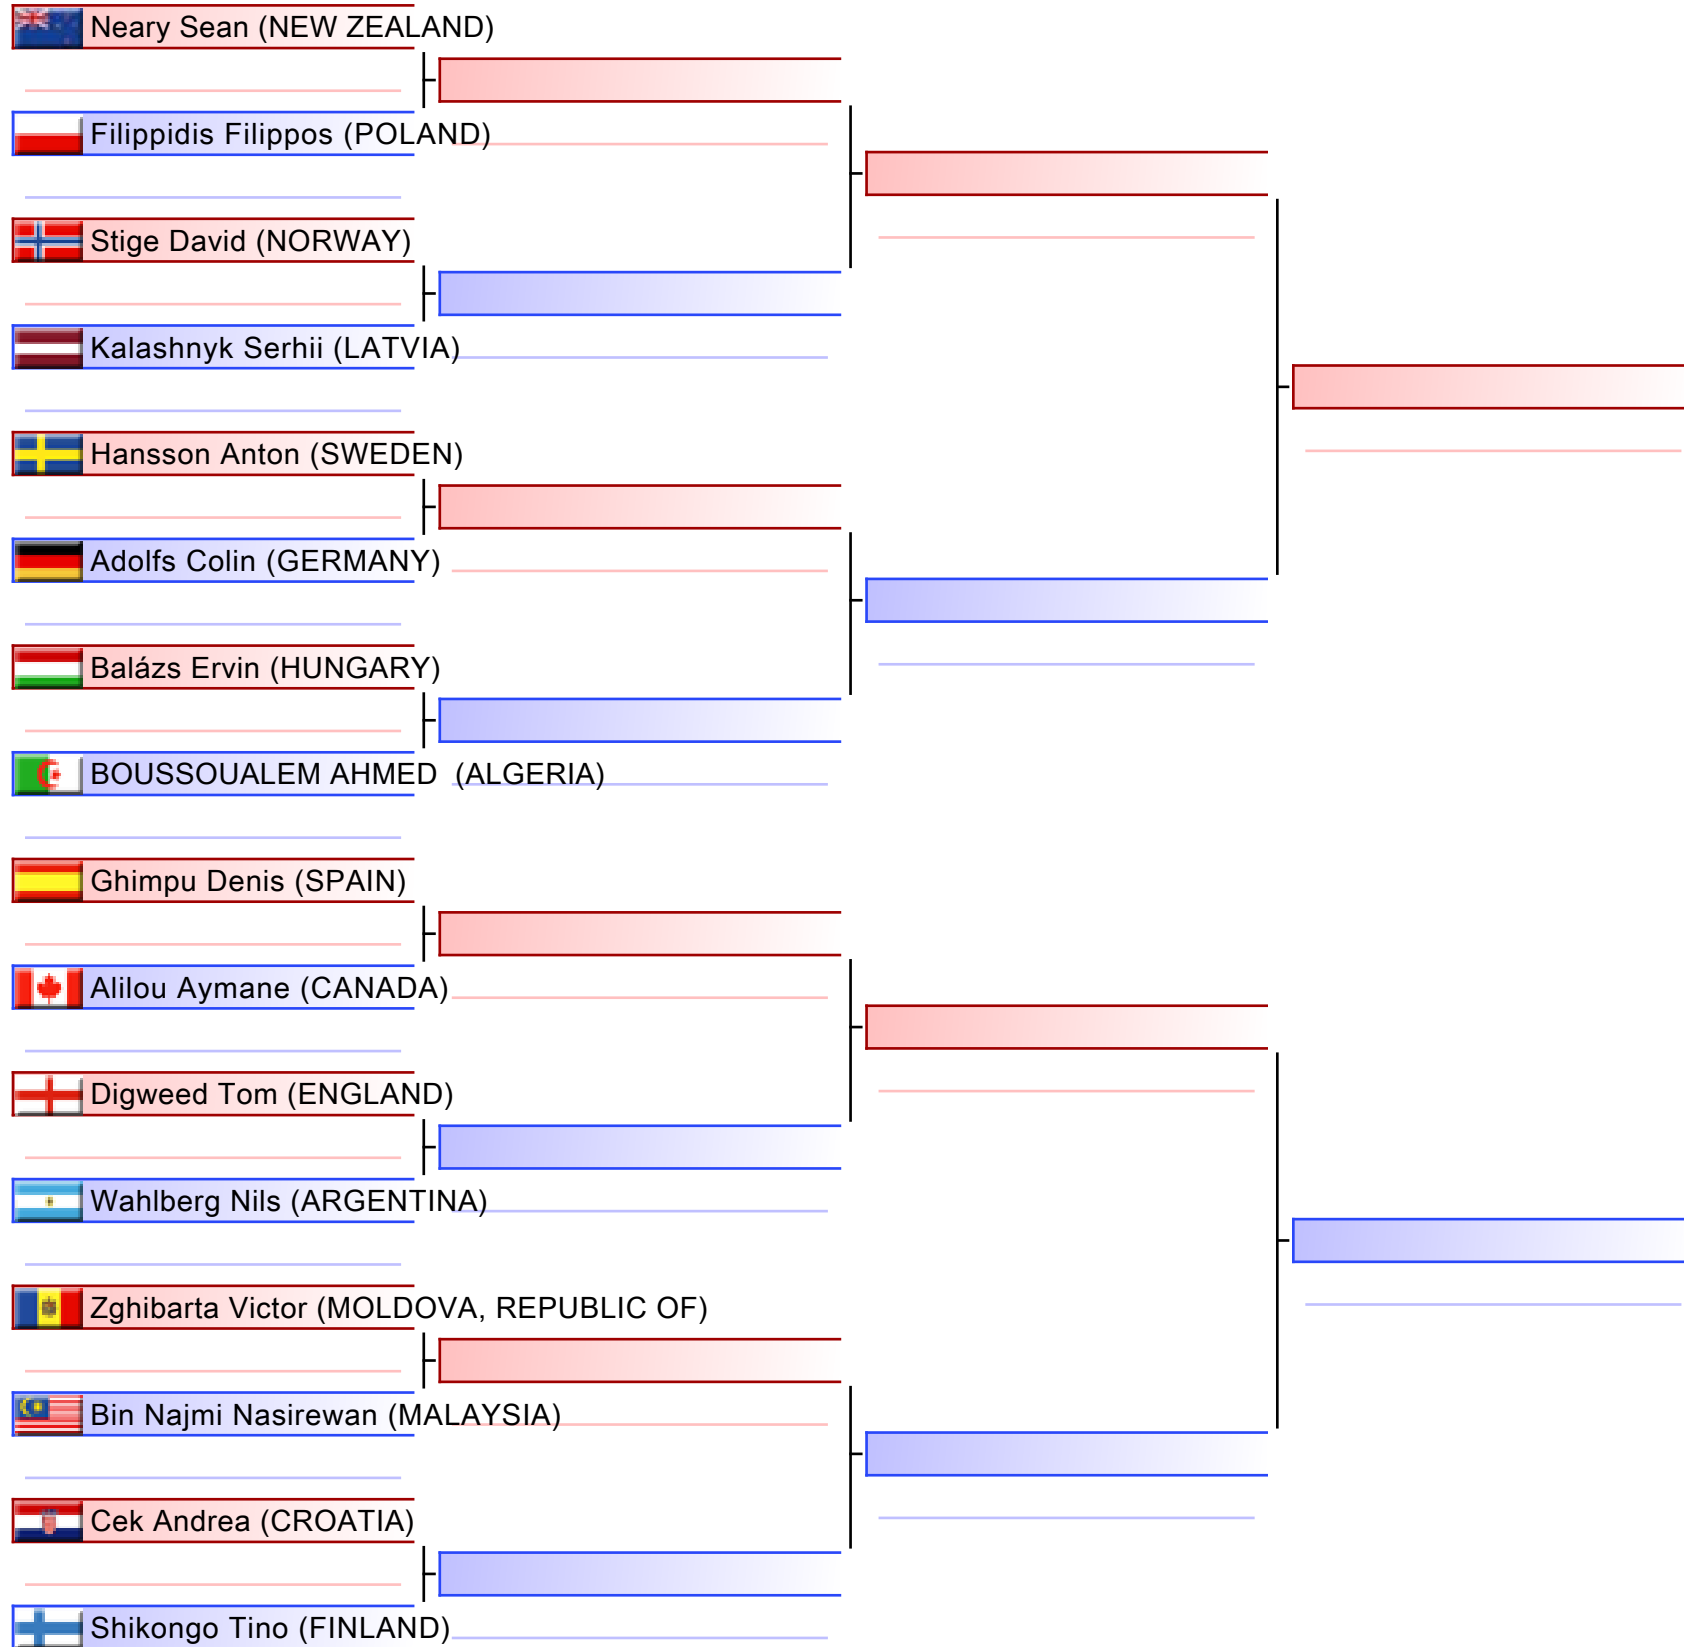 Neary Sean (NEW ZEALAND)
Filippidis Filippos (POLAND)
Stige David (NORWAY)
Kalashnyk Serhii (LATVIA)
Hansson Anton (SWEDEN)
Adolfs Colin (GERMANY)
Balázs Ervin (HUNGARY)
BOUSSOUALEM AHMED  (ALGERIA)
Ghimpu Denis (SPAIN)
Alilou Aymane (CANADA)
Digweed Tom (ENGLAND)
Wahlberg Nils (ARGENTINA)
Zghibarta Victor (MOLDOVA, REPUBLIC OF)
Bin Najmi Nasirewan (MALAYSIA)
Cek Andrea (CROATIA)
Shikongo Tino (FINLAND)